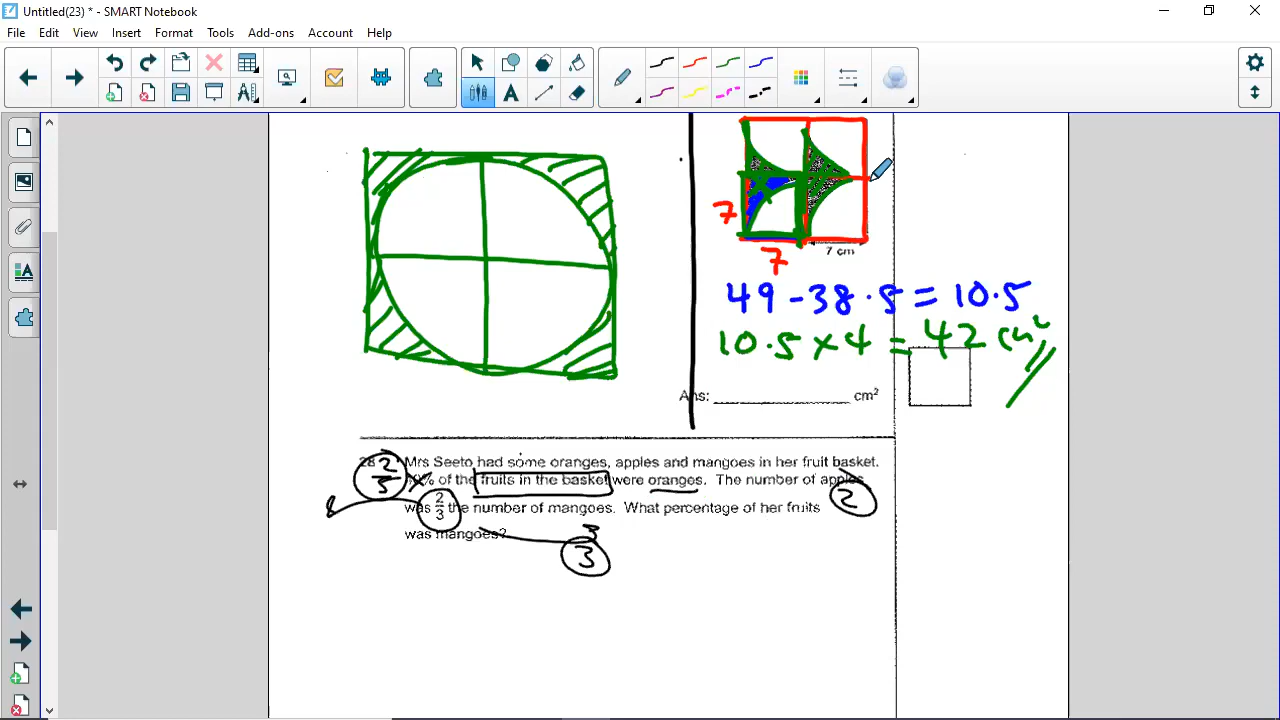 Untitled(23) * - SMART Notebook
File Edit View Insert Format Tools Add-ons Account Help
7
7
7 cm
49 - 38.5 = 10.5
10.5 × 4 = 42 cm²
Ans: ____________ cm²
28 Mrs Seeto had some oranges, apples and mangoes in her fruit basket.
% of the fruits in the basket were oranges. The number of apples
was 2/3 the number of mangoes. What percentage of her fruits
was mangoes?
2/5
2
3
3